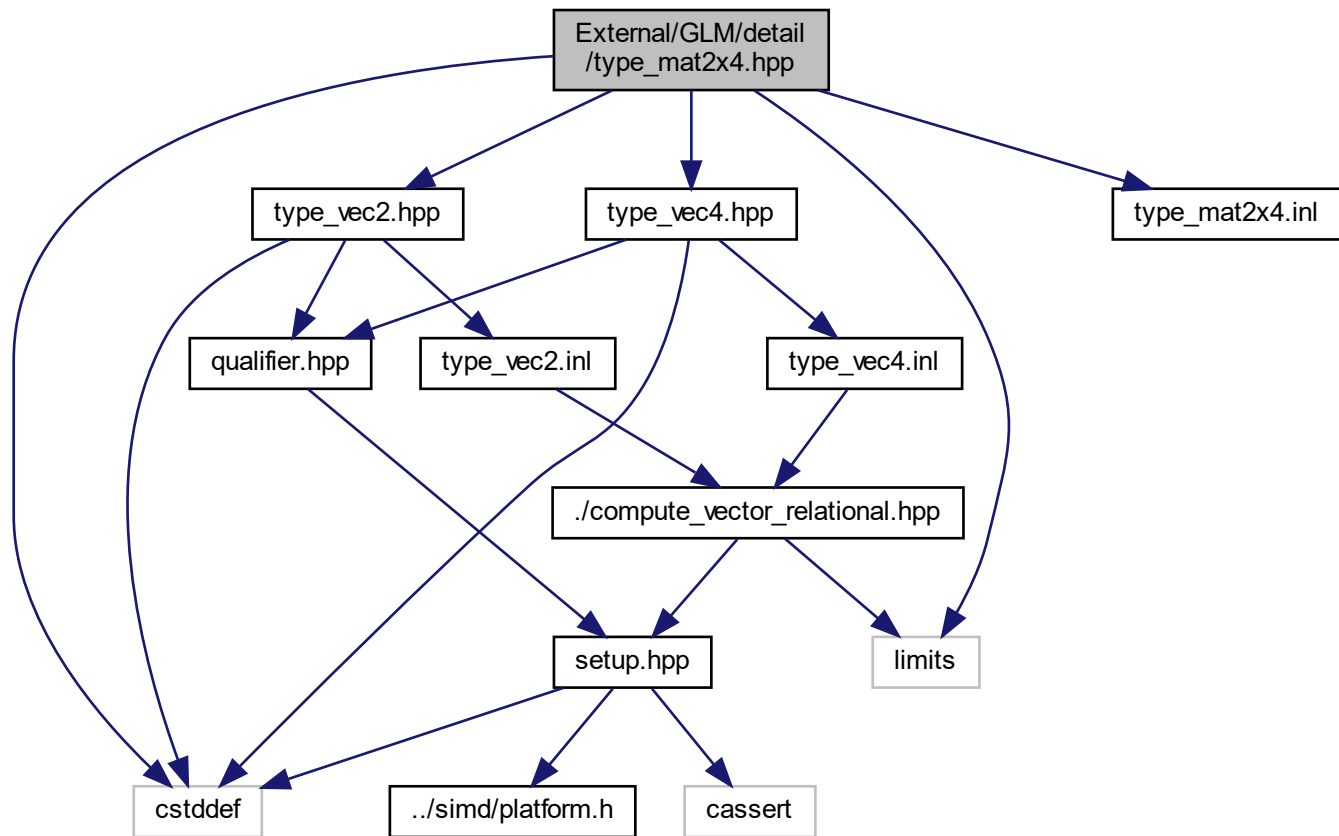 External/GLM/detail
/type_mat2x4.hpp
type_vec2.hpp
type_vec4.hpp
type_mat2x4.inl
qualifier.hpp
type_vec2.inl
type_vec4.inl
./compute_vector_relational.hpp
setup.hpp
limits
cstddef
../simd/platform.h
cassert